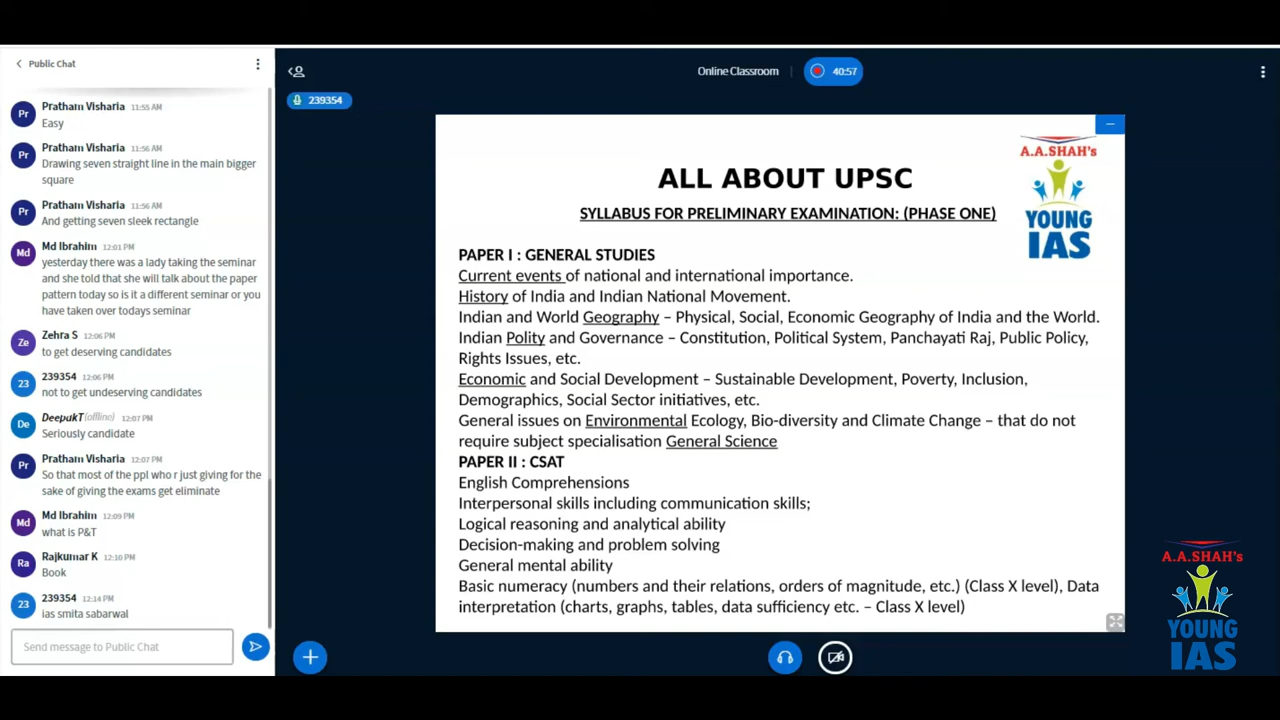 Public Chat
Pr
Pratham Visharia 11:55 AM
Easy
Pr
Pratham Visharia 11:56 AM
Drawing seven straight line in the main bigger
square
Pr
Pratham Visharia 11:56 AM
And getting seven sleek rectangle
Md
Md Ibrahim 12:01 PM
yesterday there was a lady taking the seminar
and she told that she will talk about the paper
pattern today so is it a different seminar or you
have taken over todays seminar
Ze
Zehra S 12:06 PM
to get deserving candidates
23
239354 12:06 PM
not to get undeserving candidates
De
DeepakT (offline) 12:07 PM
Seriously candidate
Pr
Pratham Visharia 12:07 PM
So that most of the ppl who r just giving for the
sake of giving the exams get eliminate
Md
Md Ibrahim 12:09 PM
what is P&T
Ra
Rajkumar K 12:10 PM
Book
23
239354 12:14 PM
ias smita sabarwal
Send message to Public Chat
Online Classroom
40:57
239354
A.A.SHAH's
YOUNG
IAS
ALL ABOUT UPSC
SYLLABUS FOR PRELIMINARY EXAMINATION: (PHASE ONE)
PAPER I : GENERAL STUDIES
Current events of national and international importance.
History of India and Indian National Movement.
Indian and World Geography – Physical, Social, Economic Geography of India and the World.
Indian Polity and Governance – Constitution, Political System, Panchayati Raj, Public Policy,
Rights Issues, etc.
Economic and Social Development – Sustainable Development, Poverty, Inclusion,
Demographics, Social Sector initiatives, etc.
General issues on Environmental Ecology, Bio-diversity and Climate Change – that do not
require subject specialisation General Science
PAPER II : CSAT
English Comprehensions
Interpersonal skills including communication skills;
Logical reasoning and analytical ability
Decision-making and problem solving
General mental ability
Basic numeracy (numbers and their relations, orders of magnitude, etc.) (Class X level), Data
interpretation (charts, graphs, tables, data sufficiency etc. – Class X level)
A.A.SHAH's
YOUNG
IAS